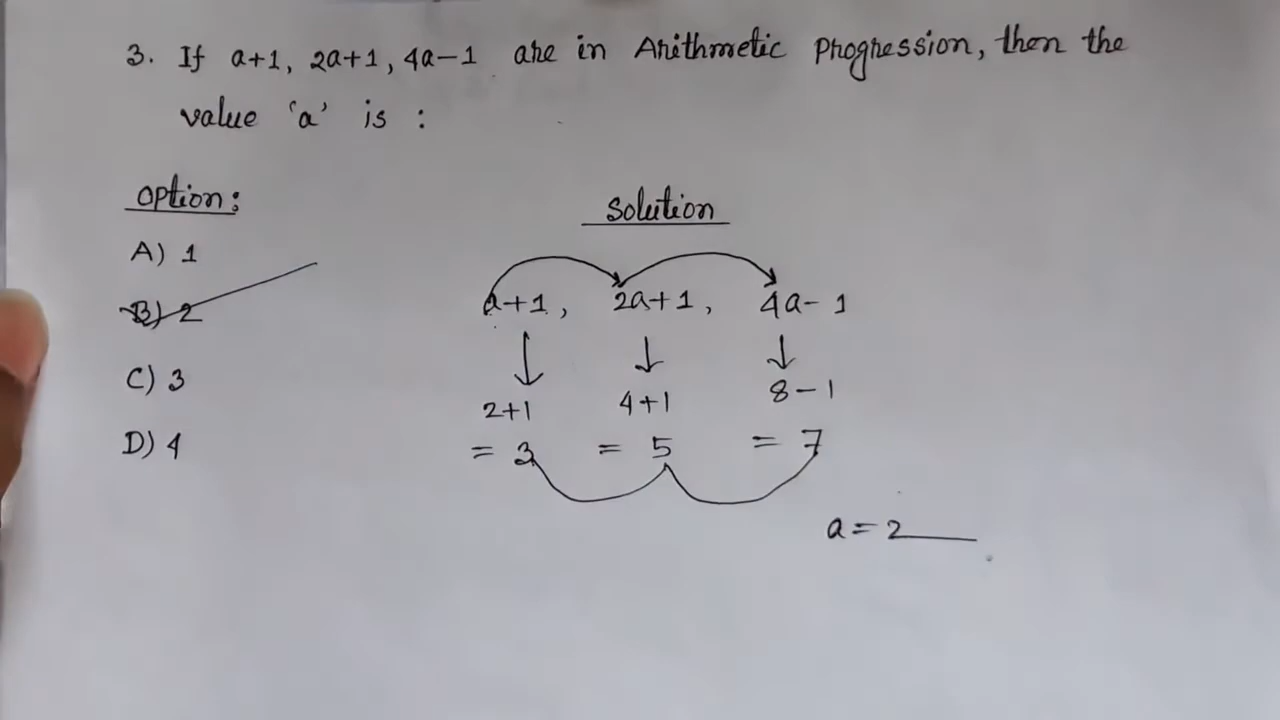 3. If a+1, 2a+1, 4a-1 are in Arithmetic Progression, then the
value 'a' is :
Option:
A) 1
B) 2
C) 3
D) 4
Solution
a+1, 2a+1, 4a-1
↓ ↓ ↓
2+1 4+1 8-1
= 3 = 5 = 7
a = 2